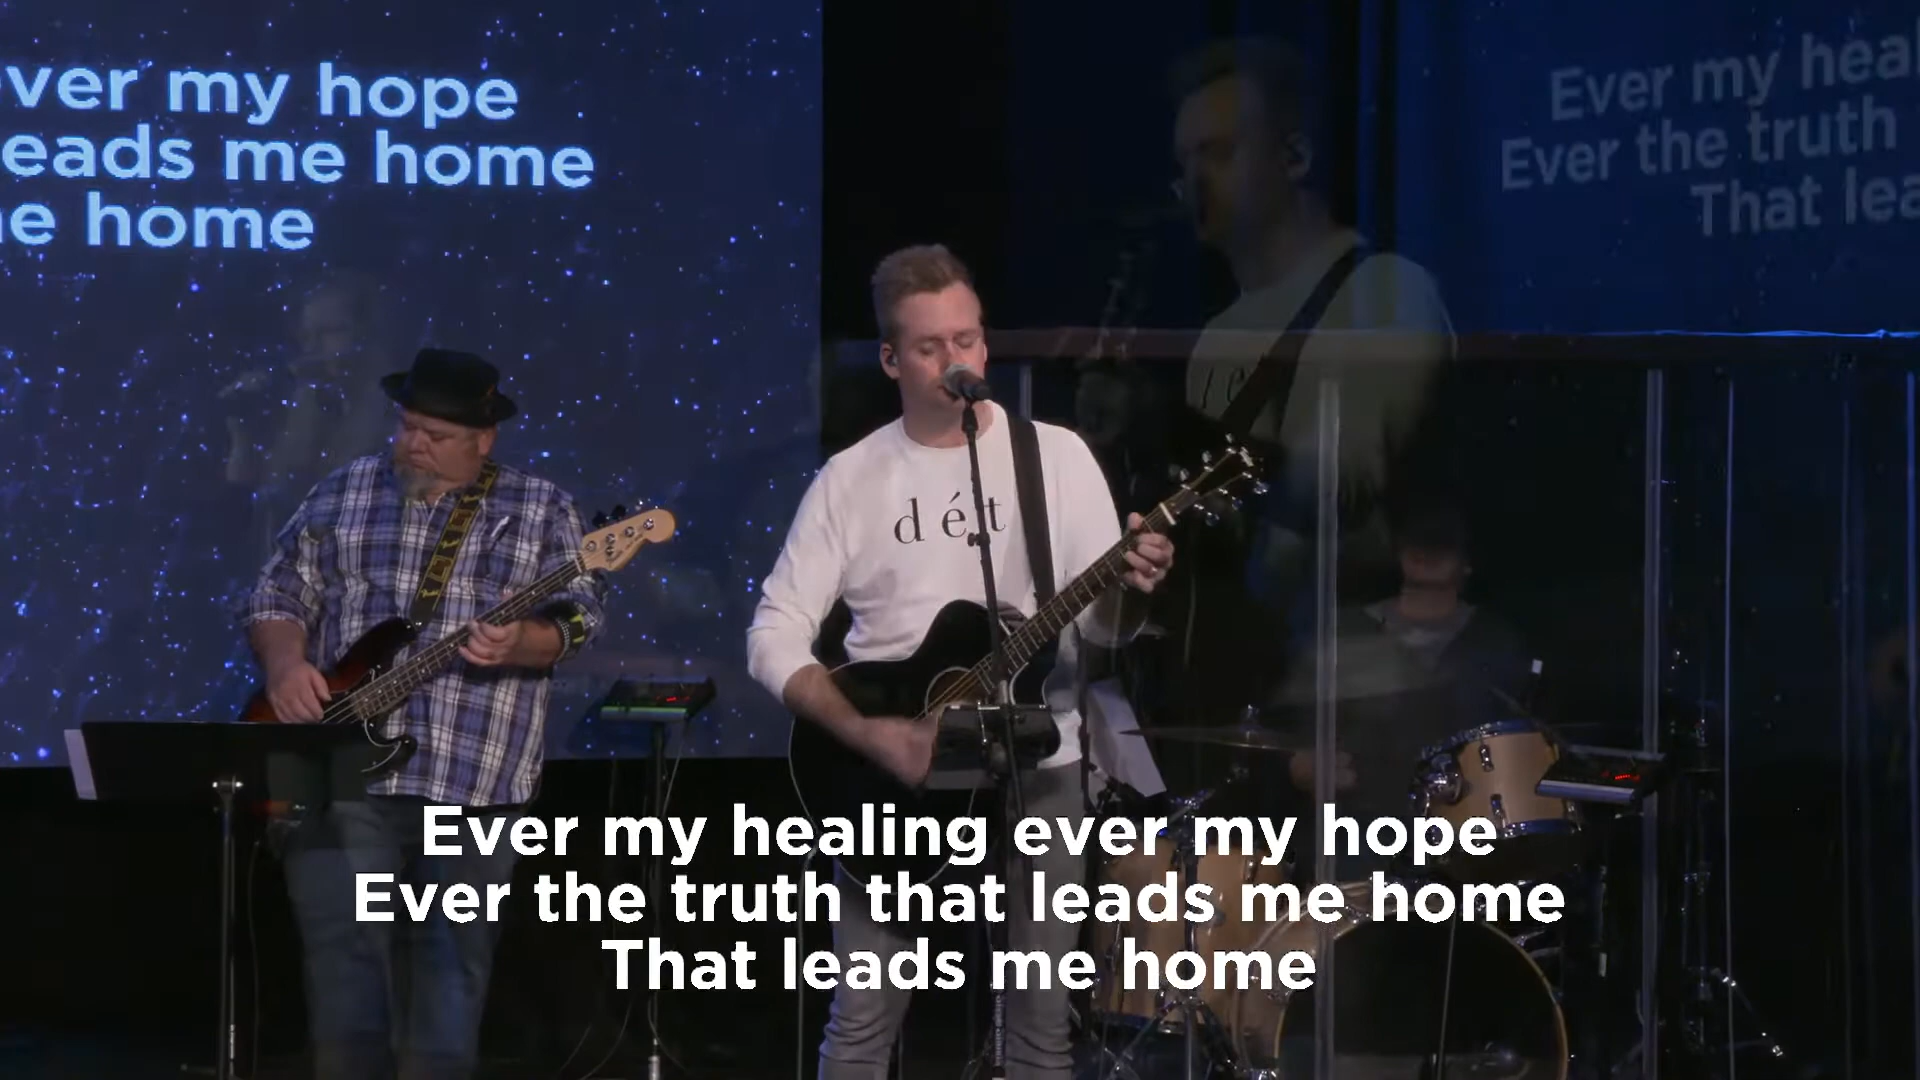 ver my hope
eads me home
e home
Ever my heal
Ever the truth
That lea
d é t
Ever my healing ever my hope
Ever the truth that leads me home
That leads me home